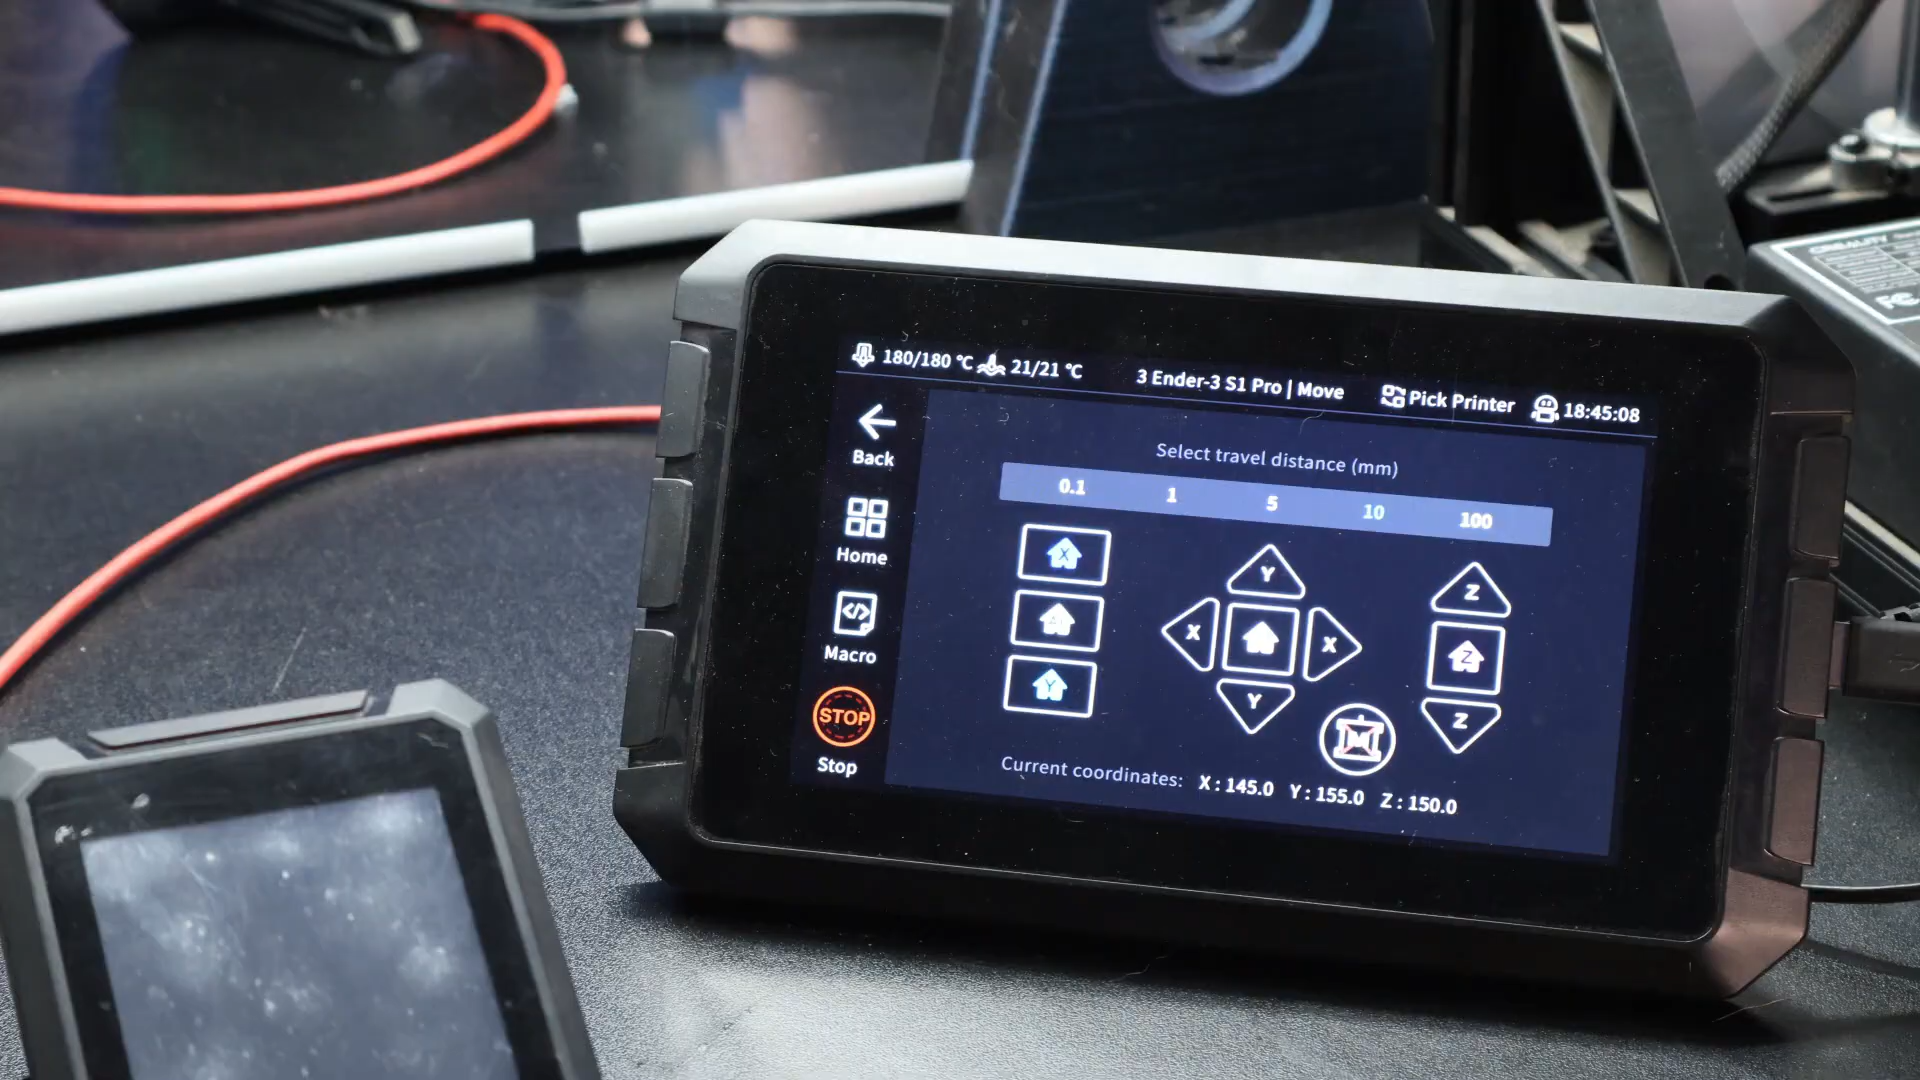 180/180 ℃ 21/21 ℃ 3 Ender-3 S1 Pro | Move Pick Printer 18:45:08
Back
Home
Macro
STOP
Stop
Select travel distance (mm)
0.1 1 5 10 100
X
Y
Y
X X
Y
Z
Z
Z
Current coordinates: X : 145.0 Y : 155.0 Z : 150.0
CREALITY
FC